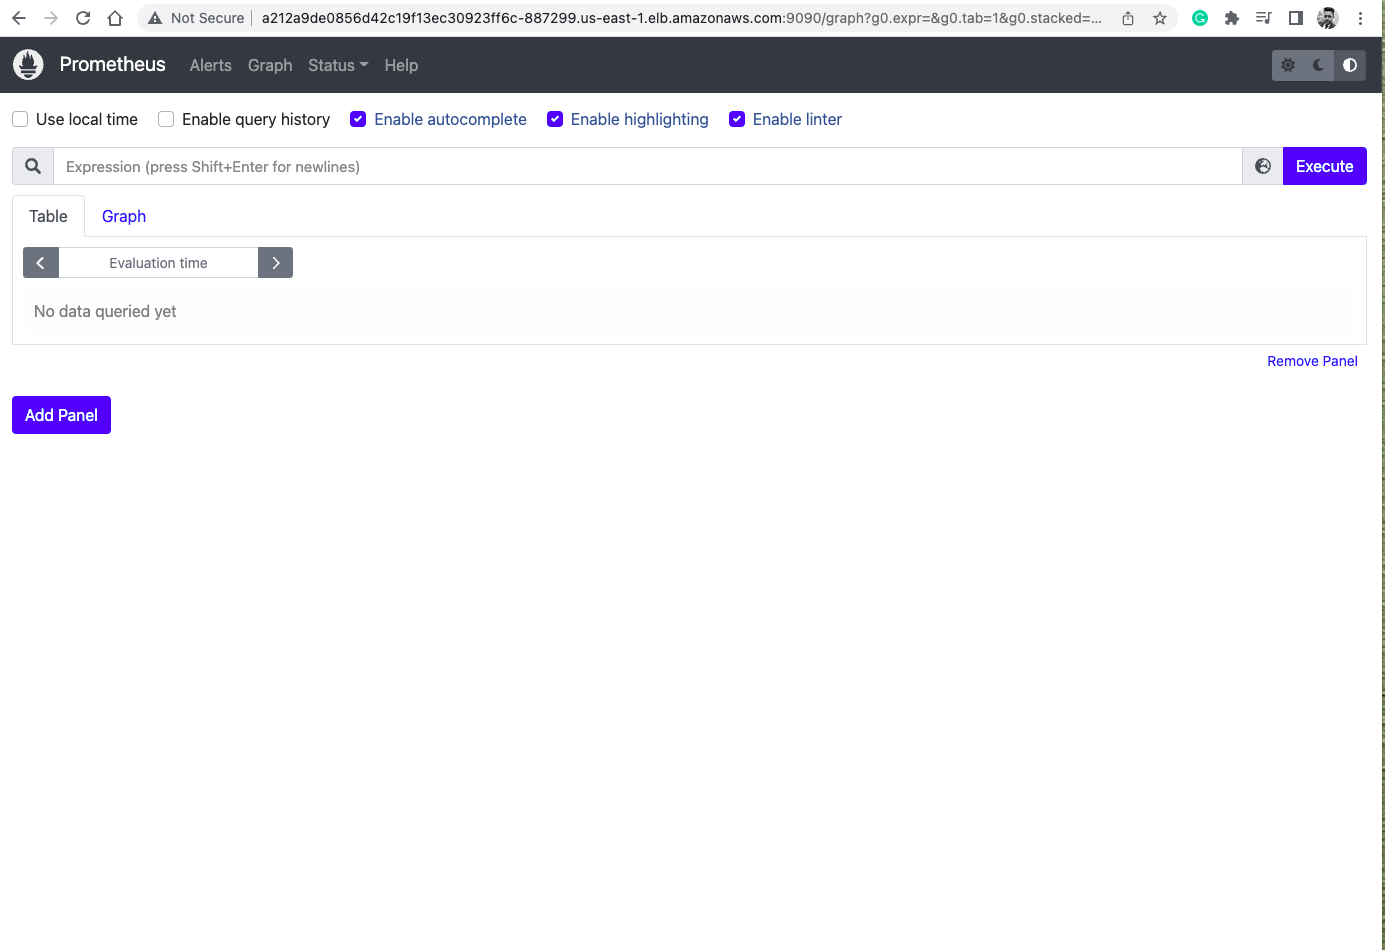 Not Secure a212a9de0856d42c19f13ec30923ff6c-887299.us-east-1.elb.amazonaws.com:9090/graph?g0.expr=&g0.tab=1&g0.stacked=...
Prometheus Alerts Graph Status Help
Use local time Enable query history Enable autocomplete Enable highlighting Enable linter
Expression (press Shift+Enter for newlines) Execute
Table Graph
Evaluation time
No data queried yet
Remove Panel
Add Panel